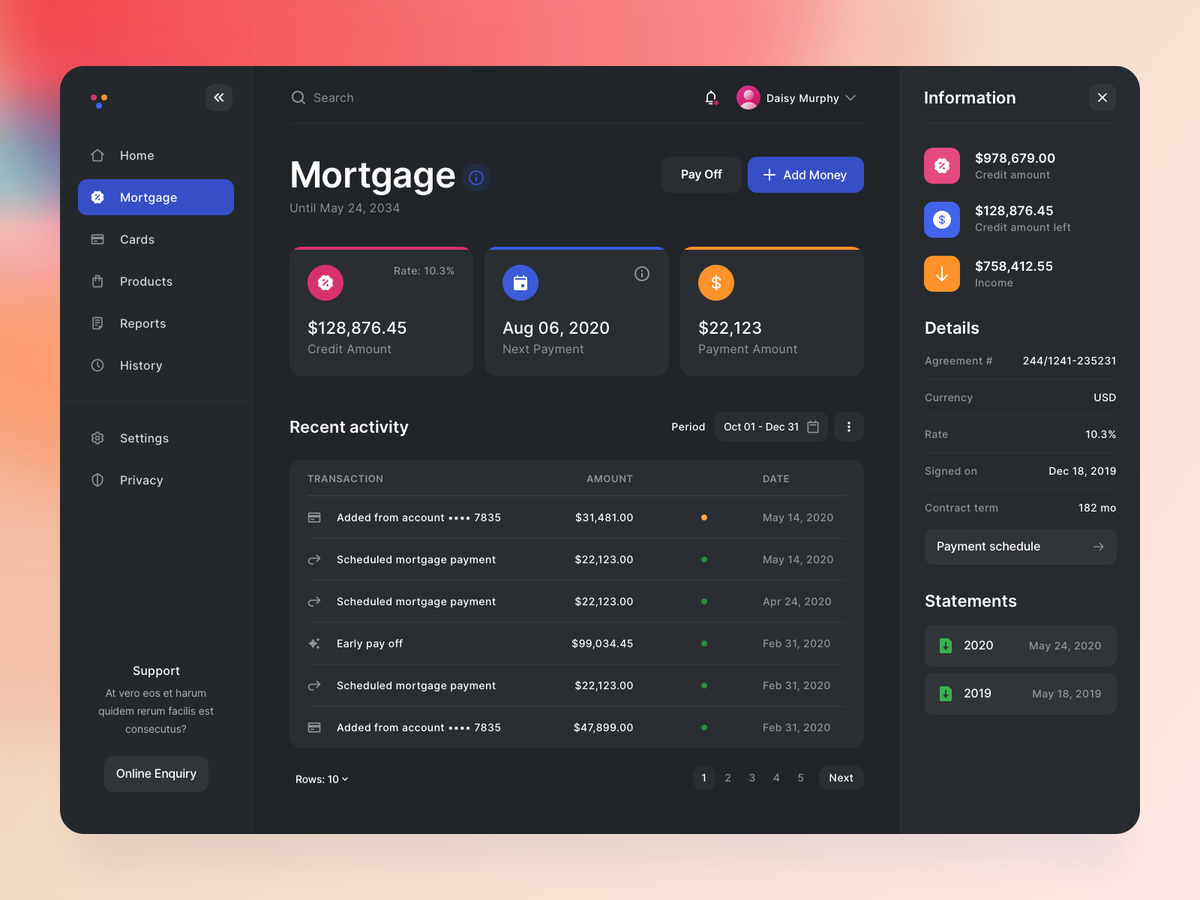 Home
Mortgage
Cards
Products
Reports
History
Settings
Privacy
Support
At vero eos et harum
quidem rerum facilis est
consecutus?
Online Enquiry
Search
Daisy Murphy
Mortgage
Until May 24, 2034
Pay Off
Add Money
Rate: 10.3%
$128,876.45
Credit Amount
Aug 06, 2020
Next Payment
$
$22,123
Payment Amount
Recent activity
Period
Oct 01 - Dec 31
TRANSACTION AMOUNT DATE
Added from account •••• 7835 $31,481.00 May 14, 2020
Scheduled mortgage payment $22,123.00 May 14, 2020
Scheduled mortgage payment $22,123.00 Apr 24, 2020
Early pay off $99,034.45 Feb 31, 2020
Scheduled mortgage payment $22,123.00 Feb 31, 2020
Added from account •••• 7835 $47,899.00 Feb 31, 2020
Rows: 10
1 2 3 4 5 Next
Information
$978,679.00
Credit amount
$
$128,876.45
Credit amount left
$758,412.55
Income
Details
Agreement # 244/1241-235231
Currency USD
Rate 10.3%
Signed on Dec 18, 2019
Contract term 182 mo
Payment schedule
Statements
2020 May 24, 2020
2019 May 18, 2019